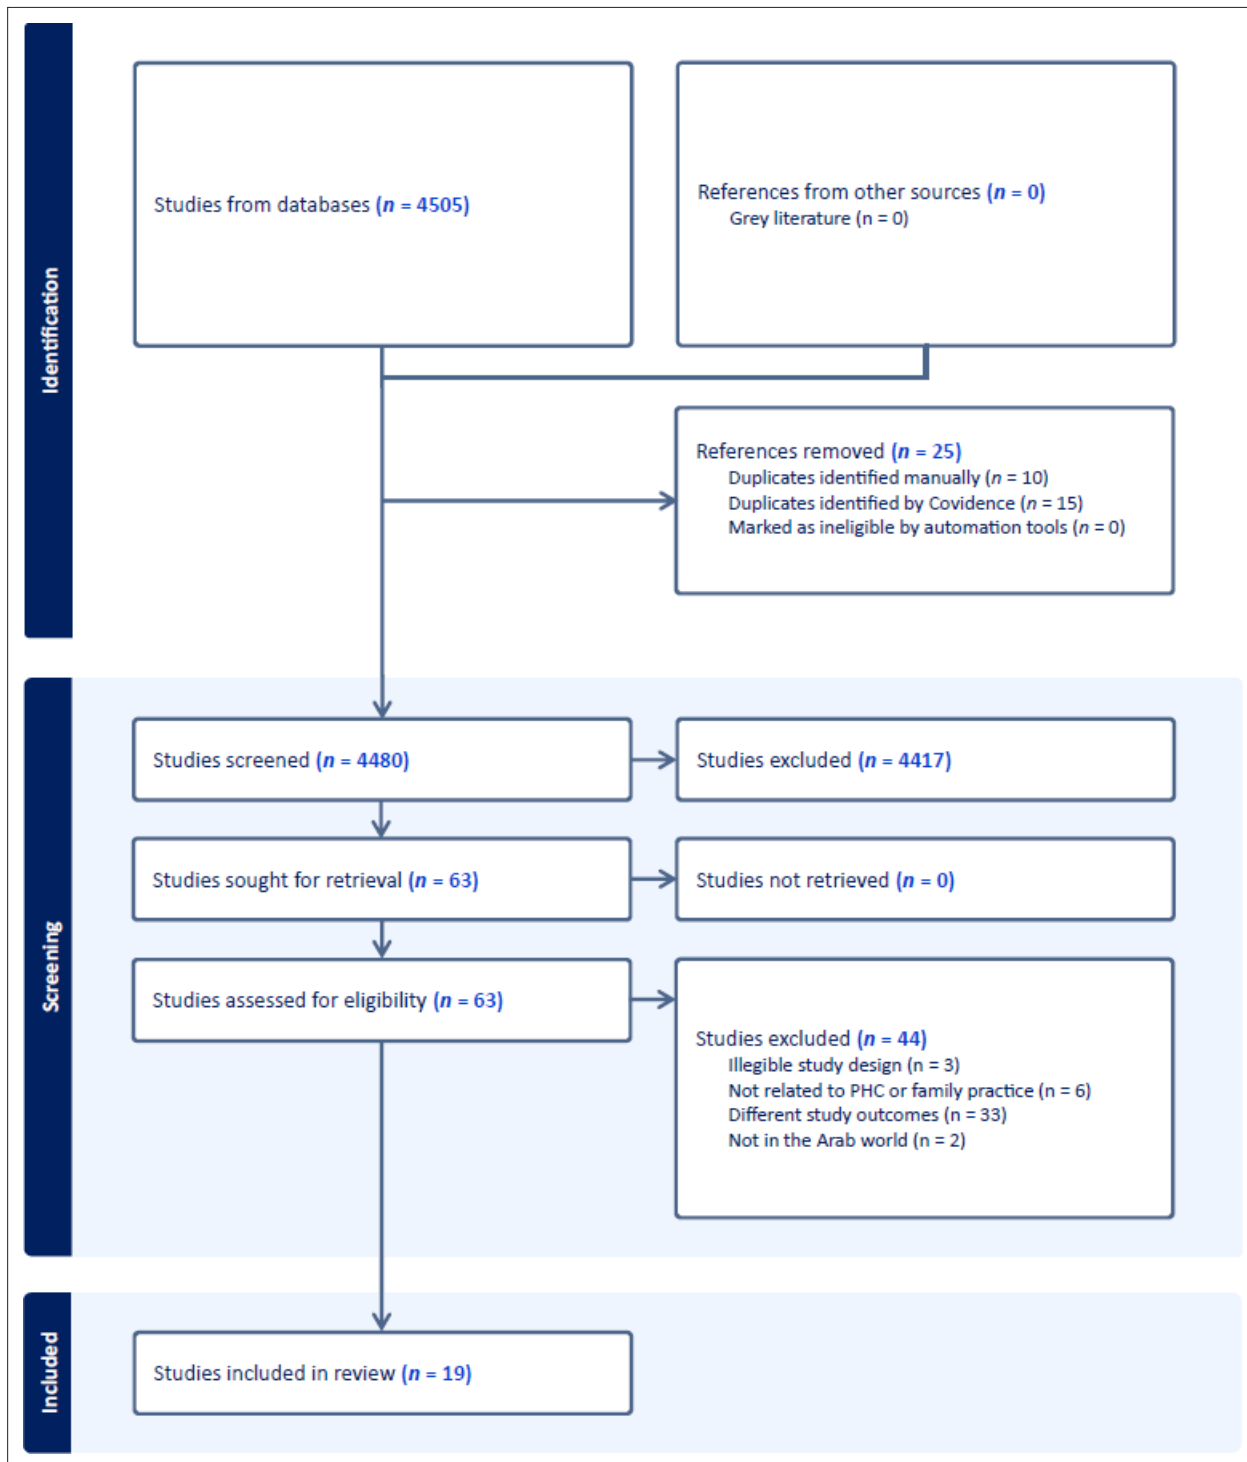 Identification
Studies from databases (n = 4505)
References from other sources (n = 0)
Grey literature (n = 0)
References removed (n = 25)
Duplicates identified manually (n = 10)
Duplicates identified by Covidence (n = 15)
Marked as ineligible by automation tools (n = 0)
Screening
Studies screened (n = 4480)
Studies excluded (n = 4417)
Studies sought for retrieval (n = 63)
Studies not retrieved (n = 0)
Studies assessed for eligibility (n = 63)
Studies excluded (n = 44)
Illegible study design (n = 3)
Not related to PHC or family practice (n = 6)
Different study outcomes (n = 33)
Not in the Arab world (n = 2)
Included
Studies included in review (n = 19)